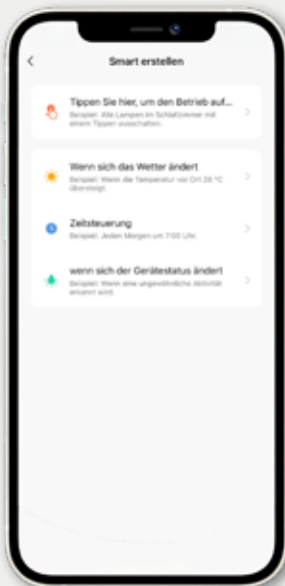 Smart erstellen
Tippen Sie hier, um den Betrieb auf...
Beispiel: Alle Lampen im Schlafzimmer mit
einem Tippen ausschalten.
Wenn sich das Wetter ändert
Beispiel: Wenn die Temperatur vor Ort 28 °C
übersteigt.
Zeitsteuerung
Beispiel: Jeden Morgen um 7:00 Uhr.
wenn sich der Gerätestatus ändert
Beispiel: Wenn eine ungewöhnliche Aktivität
erkannt wird.